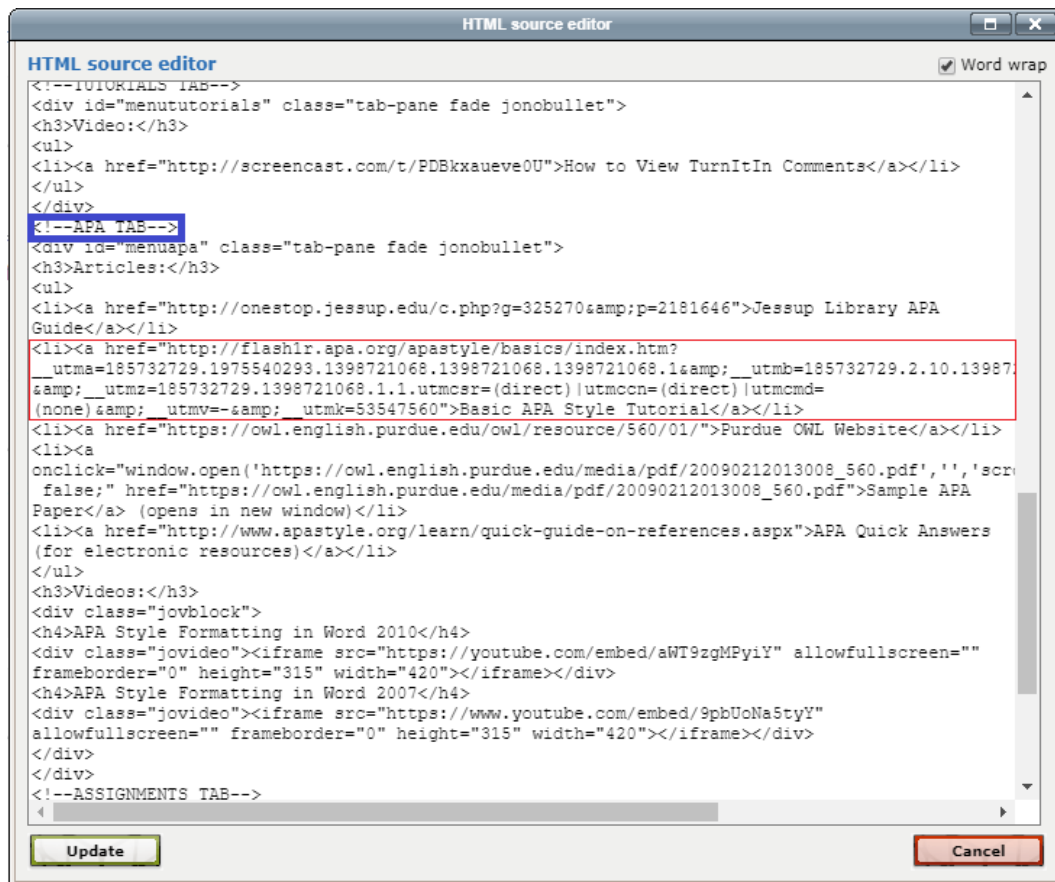 HTML source editor
HTML source editor
Word wrap
<!--TUTORIALS TAB-->
<div id="menututorials" class="tab-pane fade jonobullet">
<h3>Video:</h3>
<ul>
<li><a href="http://screencast.com/t/PDBkxaueve0U">How to View TurnItIn Comments</a></li>
</ul>
</div>
<!--APA TAB-->
<div id="menuapa" class="tab-pane fade jonobullet">
<h3>Articles:</h3>
<ul>
<li><a href="http://onestop.jessup.edu/c.php?g=325270&amp;p=2181646">Jessup Library APA
Guide</a></li>
<li><a href="http://flash1r.apa.org/apastyle/basics/index.htm?
__utma=185732729.1975540293.1398721068.1398721068.1398721068.1&amp;__utmb=185732729.2.10.13987
&amp;__utmz=185732729.1398721068.1.1.utmcsr=(direct)|utmccn=(direct)|utmcmd=
(none)&amp;__utmv=-&amp;__utmk=53547560">Basic APA Style Tutorial</a></li>
<li><a href="https://owl.english.purdue.edu/owl/resource/560/01/">Purdue OWL Website</a></li>
<li><a
onclick="window.open('https://owl.english.purdue.edu/media/pdf/20090212013008_560.pdf','','scr
 false;" href="https://owl.english.purdue.edu/media/pdf/20090212013008_560.pdf">Sample APA
Paper</a> (opens in new window)</li>
<li><a href="http://www.apastyle.org/learn/quick-guide-on-references.aspx">APA Quick Answers
(for electronic resources)</a></li>
</ul>
<h3>Videos:</h3>
<div class="jovblock">
<h4>APA Style Formatting in Word 2010</h4>
<div class="jovideo"><iframe src="https://youtube.com/embed/aWT9zgMPyiY" allowfullscreen=""
frameborder="0" height="315" width="420"></iframe></div>
<h4>APA Style Formatting in Word 2007</h4>
<div class="jovideo"><iframe src="https://www.youtube.com/embed/9pbUoNa5tyY"
allowfullscreen="" frameborder="0" height="315" width="420"></iframe></div>
</div>
</div>
<!--ASSIGNMENTS TAB-->
Update
Cancel